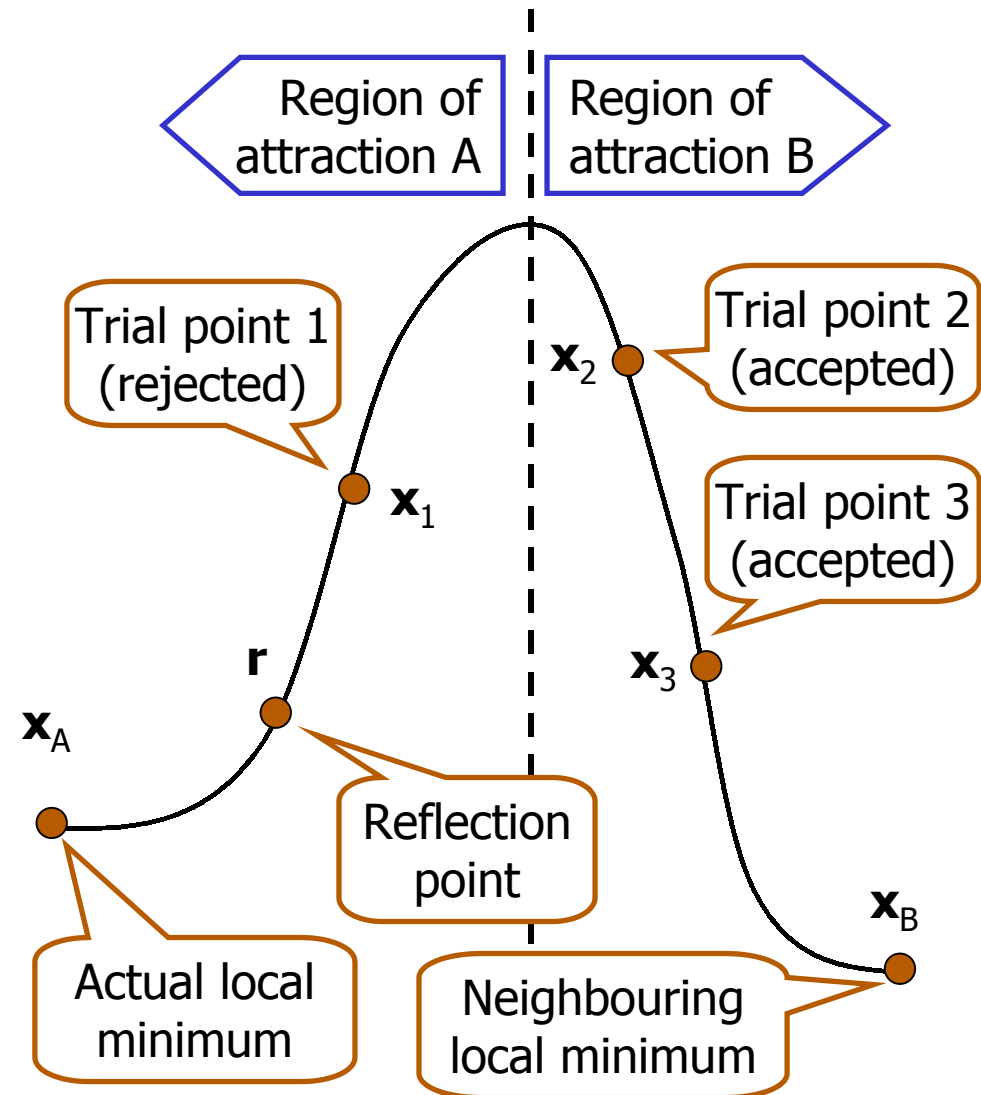 Region of
attraction A
Region of
attraction B
Trial point 1
(rejected)
Trial point 2
(accepted)
x2
x1
Trial point 3
(accepted)
x3
r
xA
Reflection
point
xB
Actual local
minimum
Neighbouring
local minimum